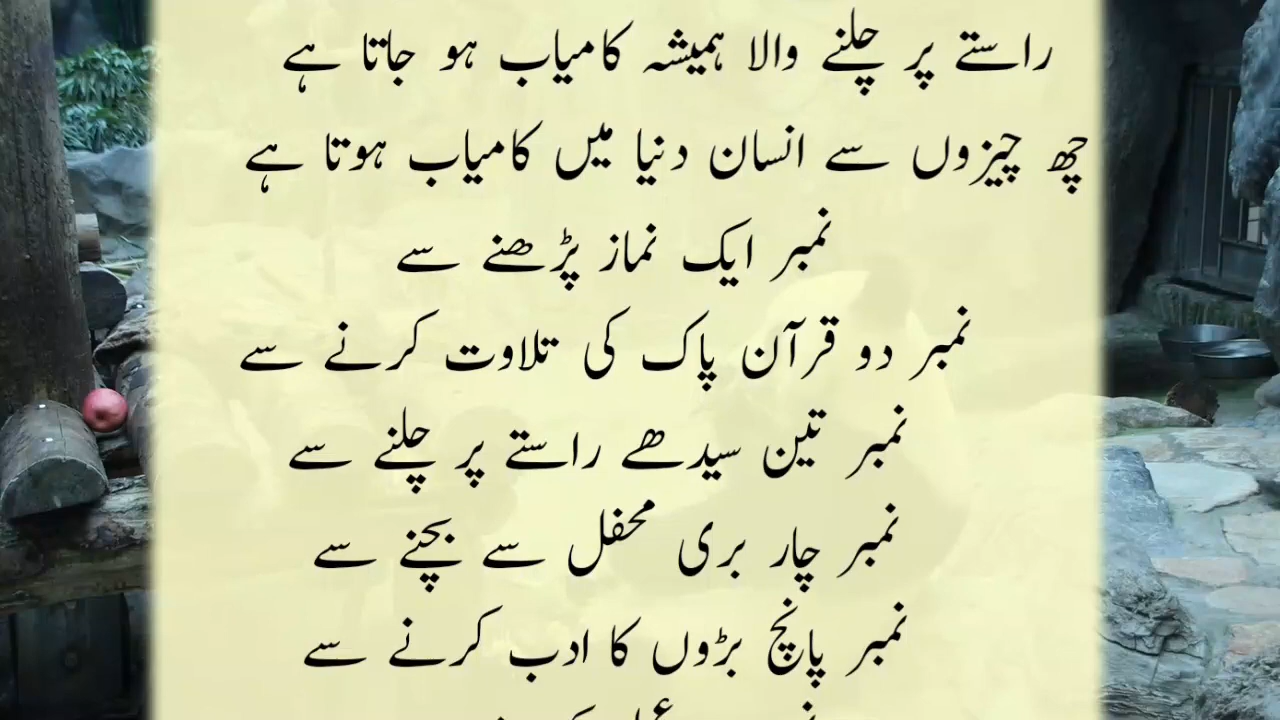 راستے پر چلنے والا ہمیشہ کامیاب ہو جاتا ہے
چھ چیزوں سے انسان دنیا میں کامیاب ہوتا ہے
نمبر ایک نماز پڑھنے سے
نمبر دو قرآن پاک کی تلاوت کرنے سے
نمبر تین سیدھے راستے پر چلنے سے
نمبر چار بری محفل سے بچنے سے
نمبر پانچ بڑوں کا ادب کرنے سے